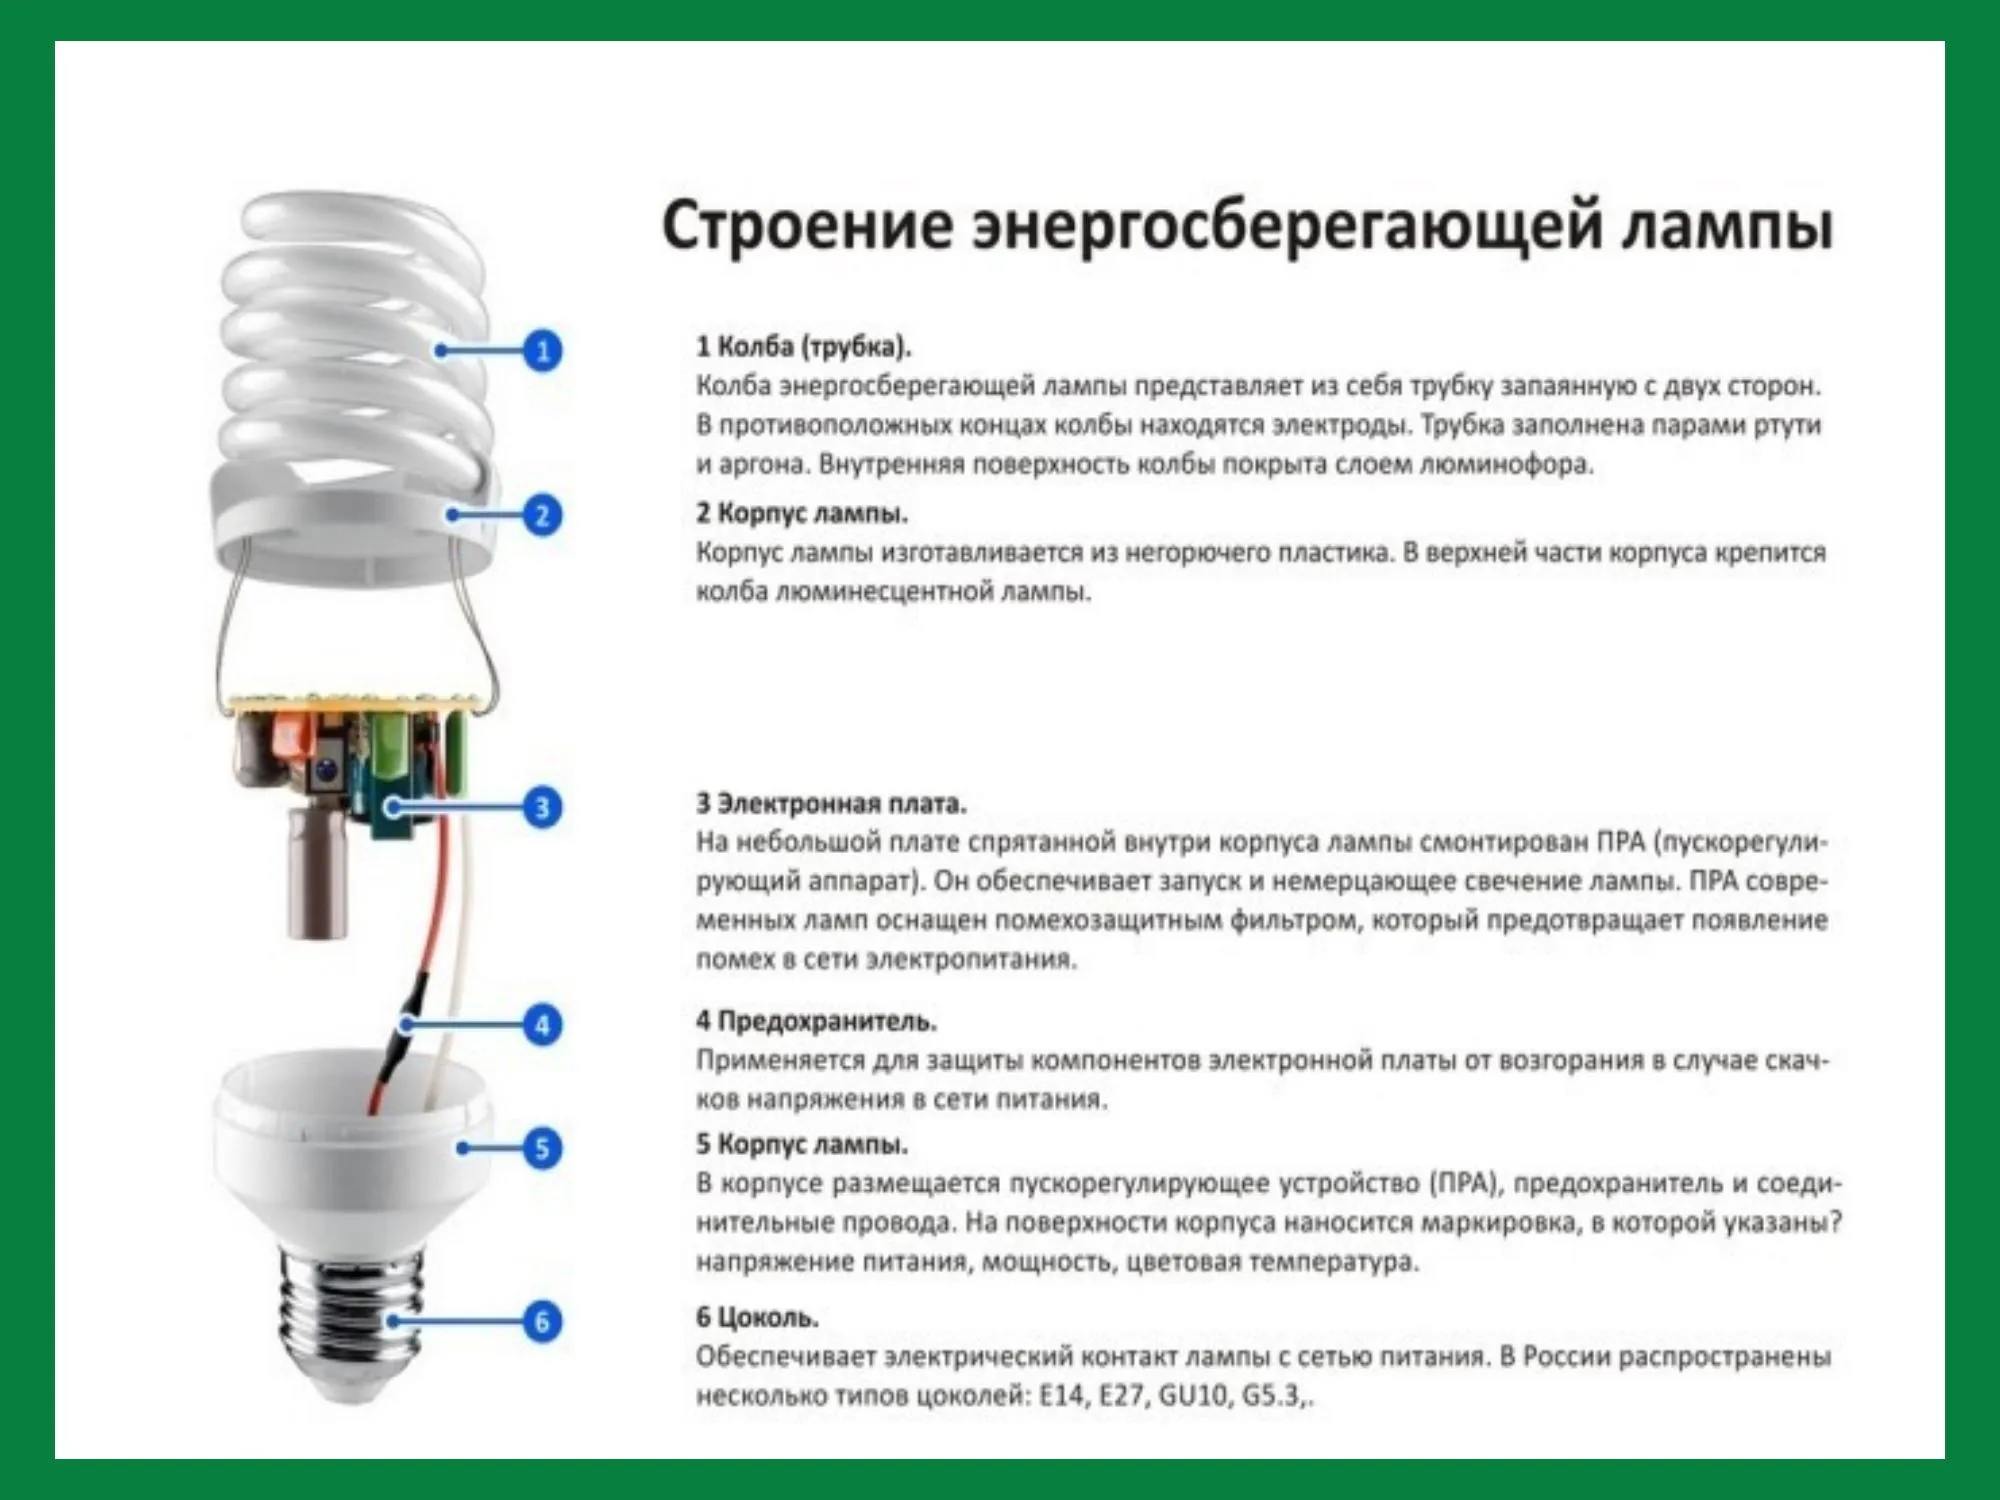 Строение энергосберегающей лампы
1 Колба (трубка).
Колба энергосберегающей лампы представляет из себя трубку запаянную с двух сторон.
1
В противоположных концах колбы находятся электроды. Трубка заполнена парами ртути
и аргона. Внутренняя поверхность колбы покрыта слоем люминофора.
2 Корпус лампы.
2
Корпус лампы изготавливается из негорючего пластика. В верхней части корпуса крепится
колба люминесцентной лампы.
3 Электронная плата.
3
На небольшой плате спрятанной внутри корпуса лампы смонтирован ПРА (пускорегули-
рующий аппарат). Он обеспечивает запуск и немерцающее свечение лампы. ПРА совре-
менных ламп оснащен помехозащитным фильтром, который предотвращает появление
помех в сети электропитания.
4 Предохранитель.
4
Применяется для защиты компонентов электронной платы от возгорания в случае скач-
ков напряжения в сети питания.
5 Корпус лампы.
5
В корпусе размещается пускорегулирующее устройство (ПРА), предохранитель и соеди-
нительные провода. На поверхности корпуса наносится маркировка, в которой указаны?
напряжение питания, мощность, цветовая температура.
6 Цоколь.
6
Обеспечивает электрический контакт лампы с сетью питания. В России распространены
несколько типов цоколей: E14, E27, GU10, G5.3,.